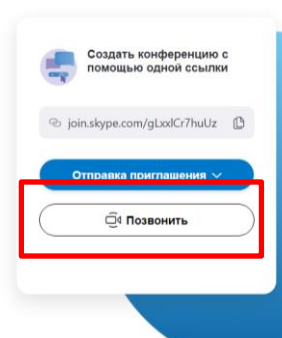 Создать конференцию с
помощью одной ссылки
join.skype.com/gLxxlCr7huUz
Отправка приглашения
Позвонить